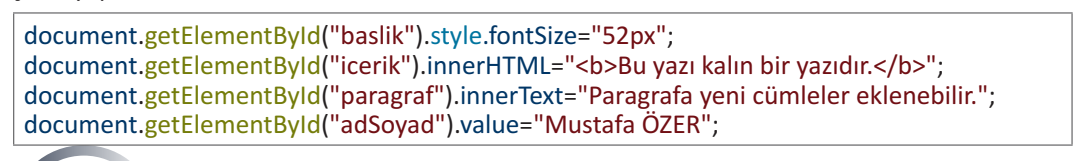 document.getElementById("baslik").style.fontSize="52px";
document.getElementById("icerik").innerHTML="<b>Bu yazı kalın bir yazıdır.</b>";
document.getElementById("paragraf").innerText="Paragrafa yeni cümleler eklenebilir.";
document.getElementById("adSoyad").value="Mustafa ÖZER";